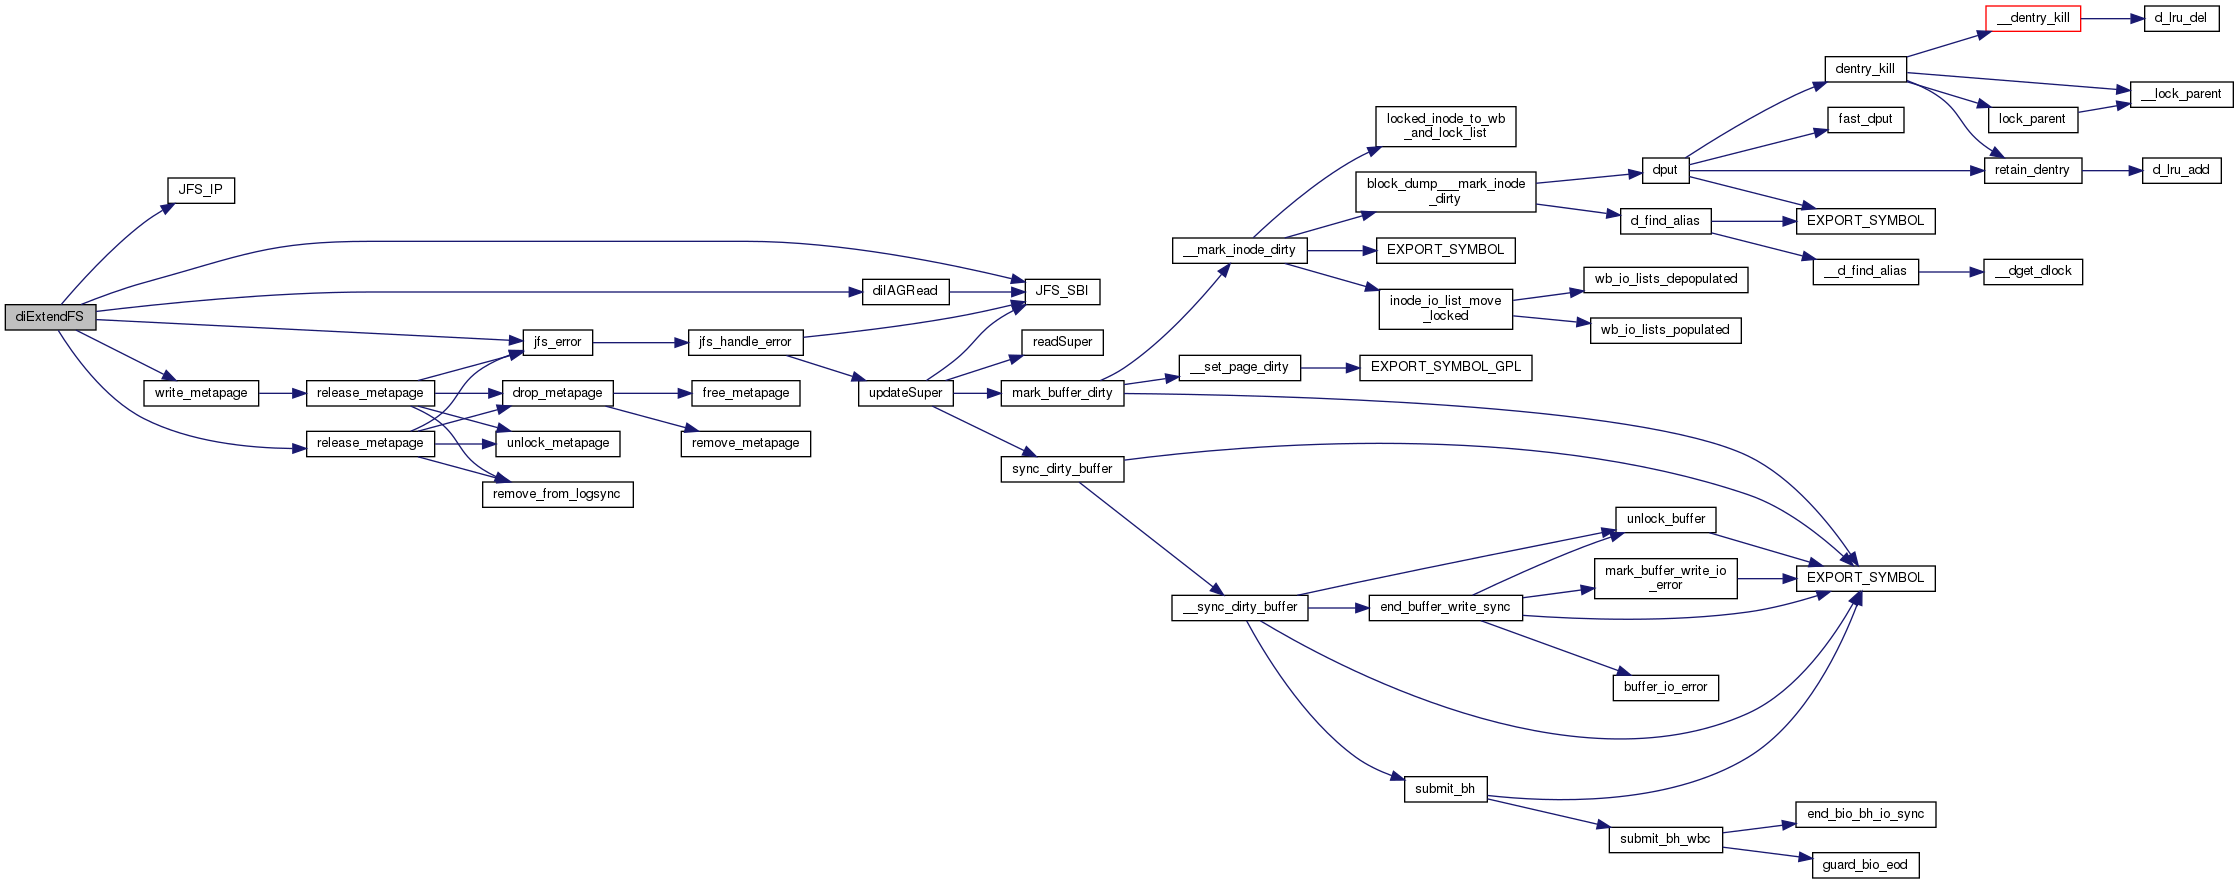 diExtendFS
JFS_IP
write_metapage
release_metapage
release_metapage
jfs_error
drop_metapage
unlock_metapage
remove_from_logsync
jfs_handle_error
free_metapage
remove_metapage
diIAGRead
updateSuper
JFS_SBI
readSuper
mark_buffer_dirty
sync_dirty_buffer
__mark_inode_dirty
__set_page_dirty
__sync_dirty_buffer
locked_inode_to_wb
_and_lock_list
block_dump___mark_inode
_dirty
EXPORT_SYMBOL
inode_io_list_move
_locked
EXPORT_SYMBOL_GPL
end_buffer_write_sync
submit_bh
dput
d_find_alias
wb_io_lists_depopulated
wb_io_lists_populated
unlock_buffer
mark_buffer_write_io
_error
buffer_io_error
submit_bh_wbc
dentry_kill
fast_dput
EXPORT_SYMBOL
__d_find_alias
EXPORT_SYMBOL
end_bio_bh_io_sync
guard_bio_eod
__dentry_kill
lock_parent
retain_dentry
__dget_dlock
d_lru_del
__lock_parent
d_lru_add